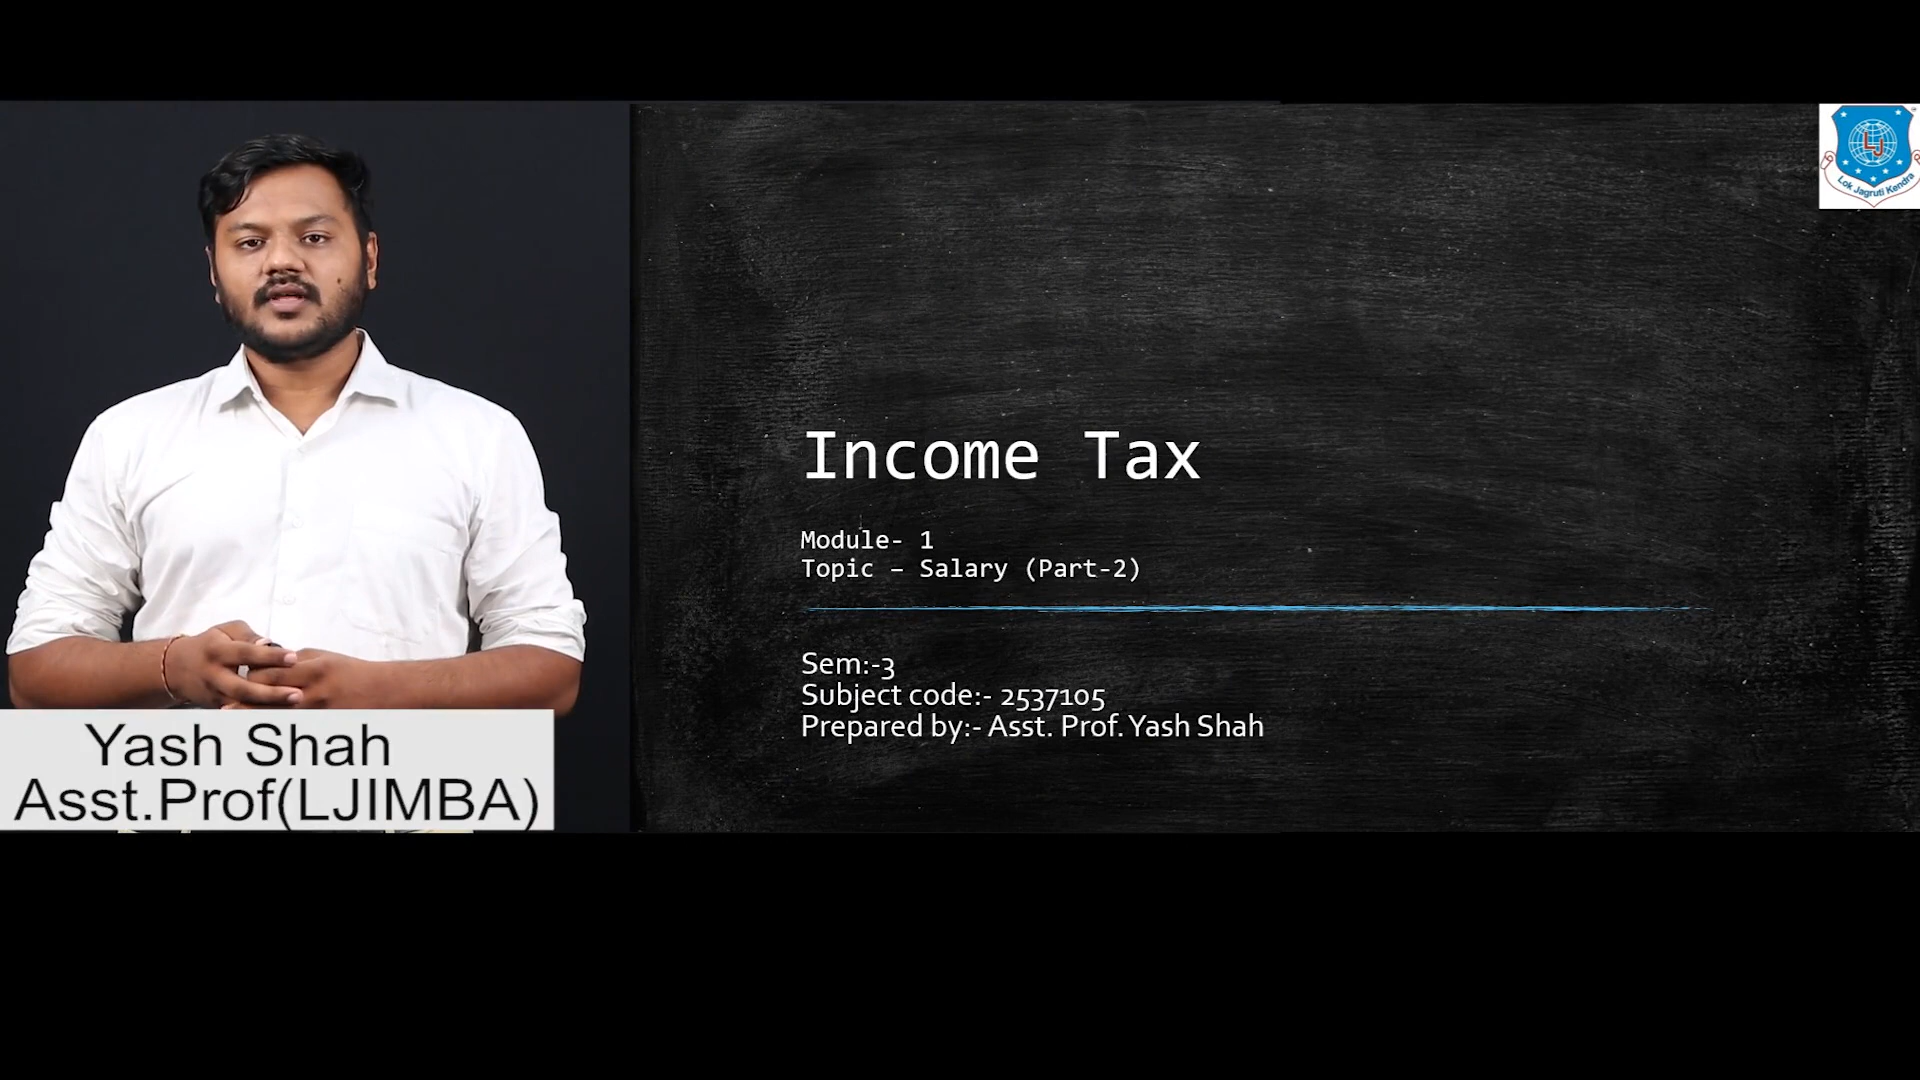 Yash Shah
Asst.Prof(LJIMBA)
Income Tax
Module- 1
Topic – Salary (Part-2)
Sem:-3
Subject code:- 2537105
Prepared by:- Asst. Prof. Yash Shah
LJ
Lok Jagruti Kendra